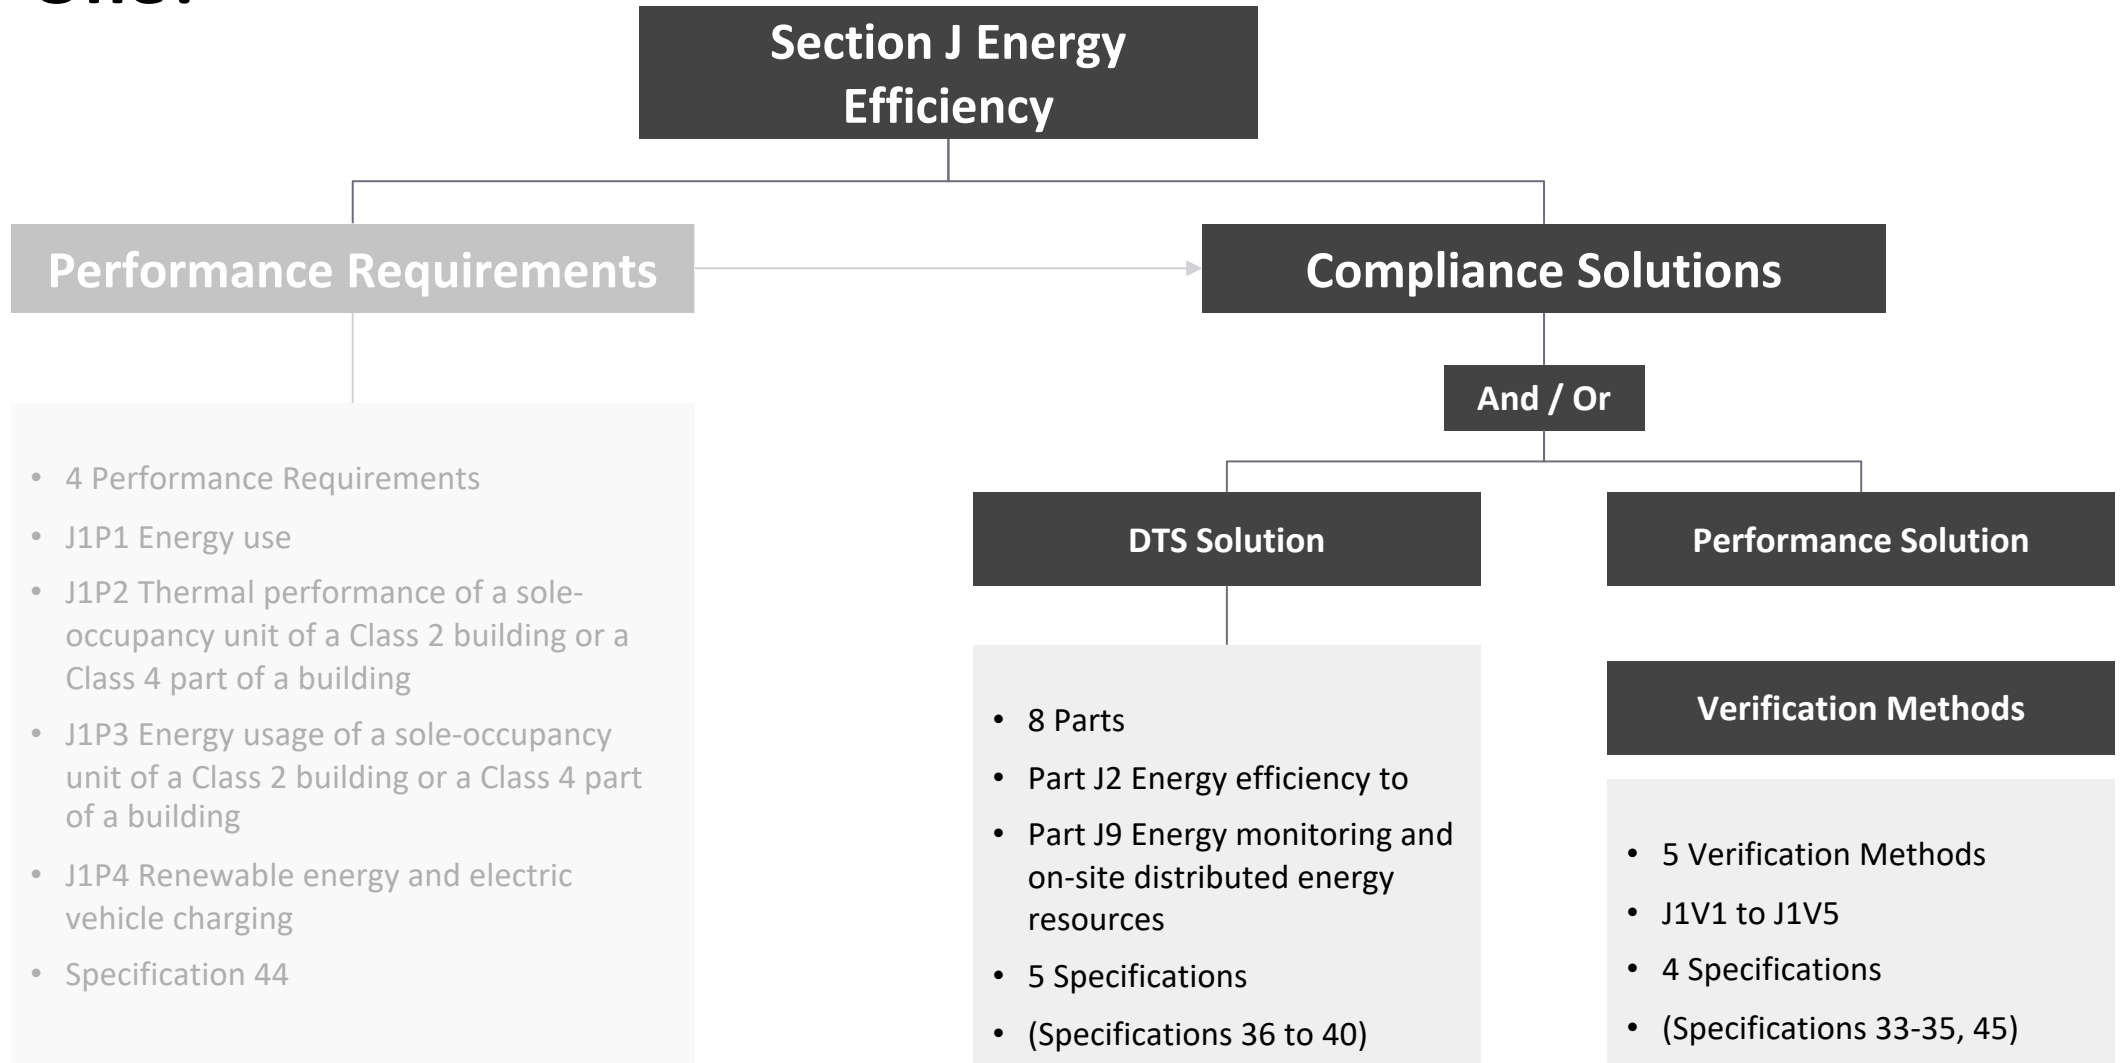 Section J Energy
Efficiency
Performance Requirements
Compliance Solutions
And / Or
• 4 Performance Requirements
• J1P1 Energy use
• J1P2 Thermal performance of a sole-
occupancy unit of a Class 2 building or a
Class 4 part of a building
• J1P3 Energy usage of a sole-occupancy
unit of a Class 2 building or a Class 4 part
of a building
• J1P4 Renewable energy and electric
vehicle charging
• Specification 44
DTS Solution
• 8 Parts
• Part J2 Energy efficiency to
• Part J9 Energy monitoring and
on-site distributed energy
resources
• 5 Specifications
• (Specifications 36 to 40)
Performance Solution
Verification Methods
• 5 Verification Methods
• J1V1 to J1V5
• 4 Specifications
• (Specifications 33-35, 45)